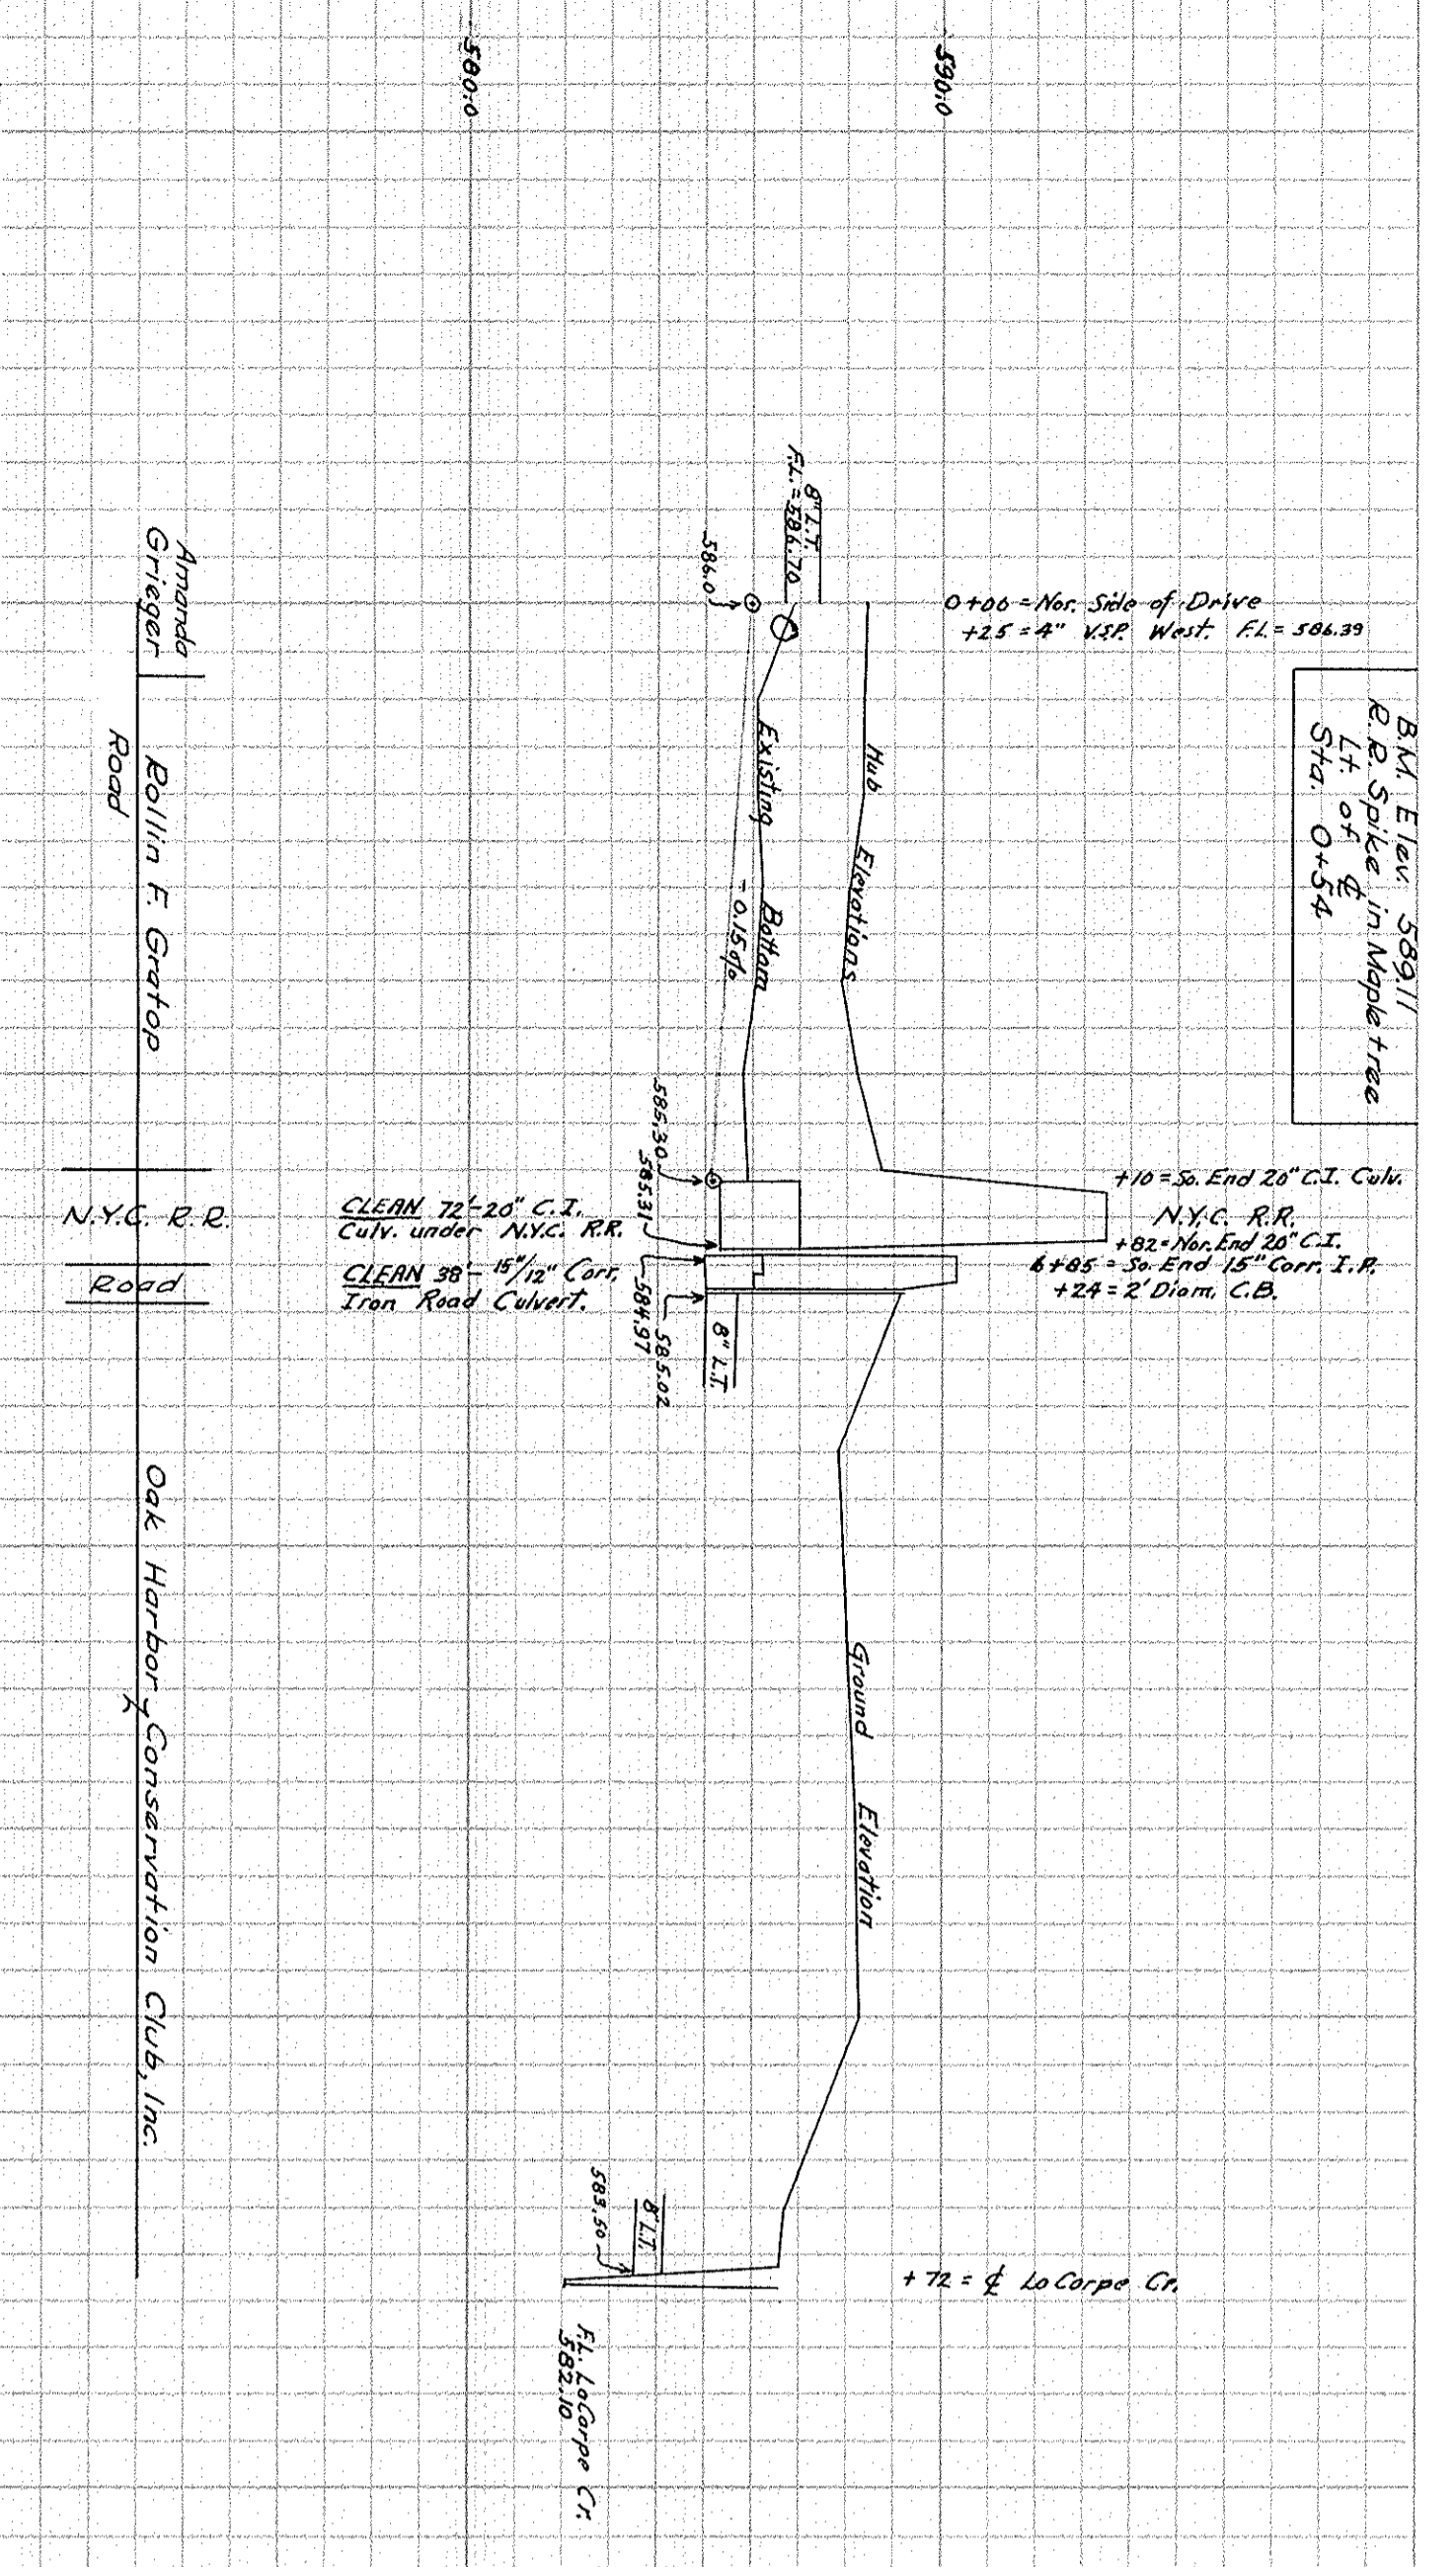 580.0
590.0
B.M. Elev. 589.11
R.R. Spike in Maple tree
Lt. of ℄
Sta. 0+54
8" L.T.
F.L. = 586.70
586.0
0+06 = Nor. Side of Drive
+25 = 4" V.S.P. West. F.L. = 586.39
Hub Elevations
Existing Bottom
-0.15%
Amanda
Grieger
Rollin F. Gratop
Road
585.30
585.31
+10 = So. End 20" C.I. Culv.
N.Y.C. R.R.
+82 = Nor. End 20" C.I.
6+85 = So. End 15" Corr. I.P.
+24 = 2' Diam. C.B.
N.Y.C. R.R.
CLEAN 72'-20" C.I.
Culv. under N.Y.C. R.R.
Road
CLEAN 38'- 15"/12" Corr.
Iron Road Culvert.
584.97
585.02
8" L.T.
Oak Harbor Conservation Club, Inc.
Ground Elevation
8" L.T.
583.50
+72 = ℄ LaCarpe Cr.
F.L. LaCarpe Cr.
582.10